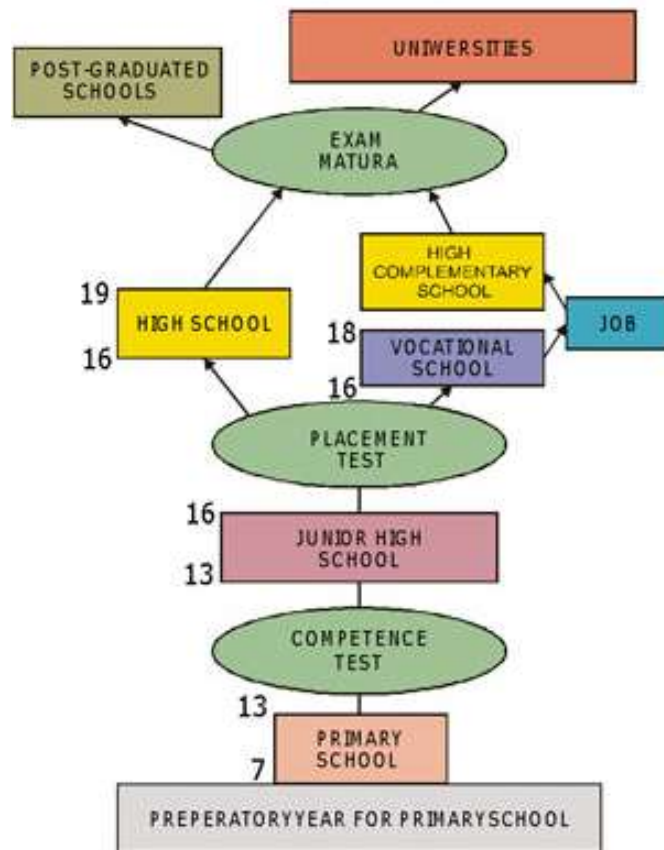 UNIWERSITIES
POST-GRADUATED
SCHOOLS
EXAM
MATURA
HIGH
COMPLEMENTARY
SCHOOL
19
HIGH SCHOOL
16
JOB
18
VOCATIONAL
SCHOOL
16
PLACEMENT
TEST
16
JUNIOR HIGH
SCHOOL
13
COMPETENCE
TEST
13
PRIMARY
SCHOOL
7
PREPERATORYYEAR FOR PRIMARYSCHOOL